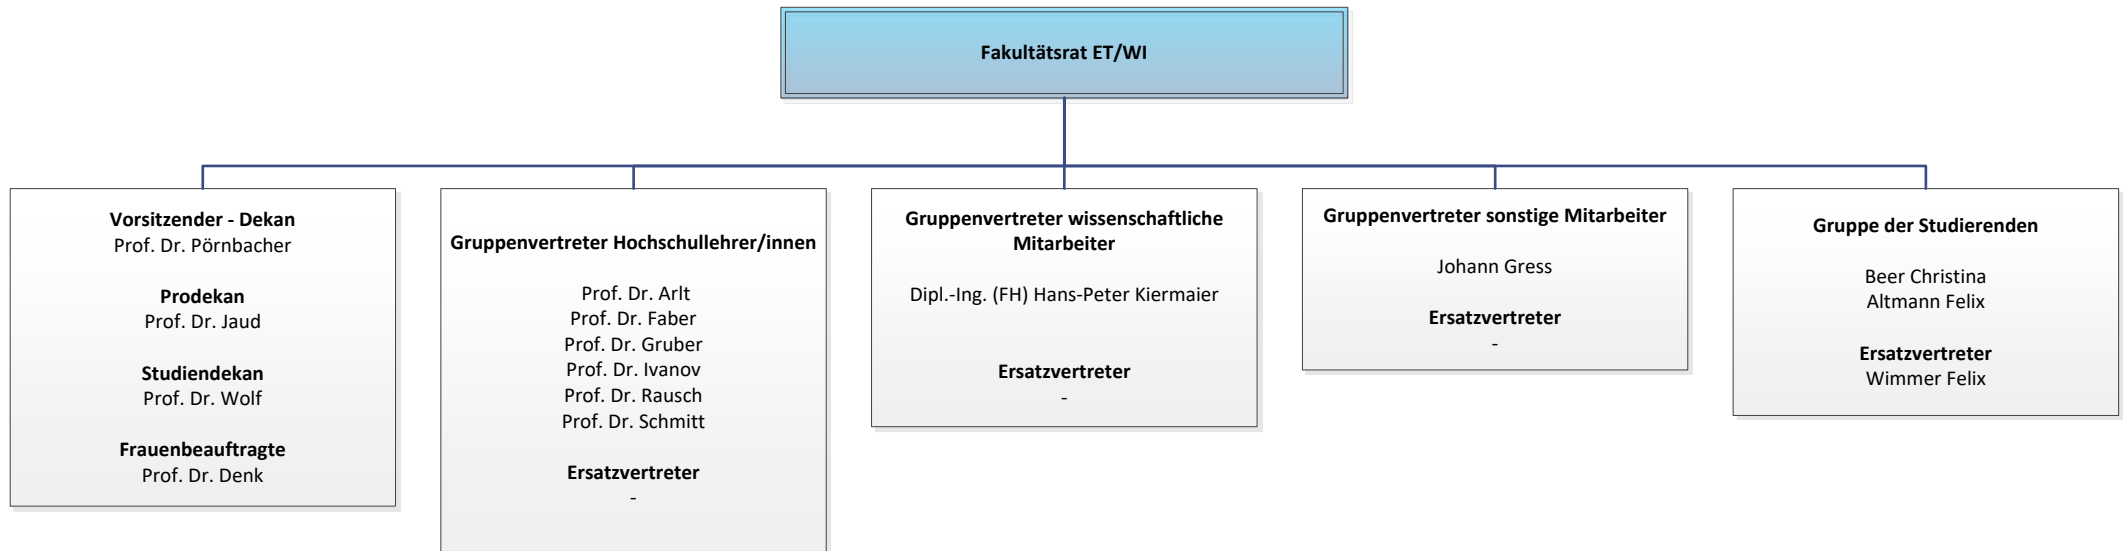 Fakultätsrat ET/WI
Vorsitzender - Dekan
Prof. Dr. Pörnbacher
Prodekan
Prof. Dr. Jaud
Studiendekan
Prof. Dr. Wolf
Frauenbeauftragte
Prof. Dr. Denk
Gruppenvertreter Hochschullehrer/innen
Prof. Dr. Arlt
Prof. Dr. Faber
Prof. Dr. Gruber
Prof. Dr. Ivanov
Prof. Dr. Rausch
Prof. Dr. Schmitt
Ersatzvertreter
-
Gruppenvertreter wissenschaftliche
Mitarbeiter
Dipl.-Ing. (FH) Hans-Peter Kiermaier
Ersatzvertreter
-
Gruppenvertreter sonstige Mitarbeiter
Johann Gress
Ersatzvertreter
-
Gruppe der Studierenden
Beer Christina
Altmann Felix
Ersatzvertreter
Wimmer Felix